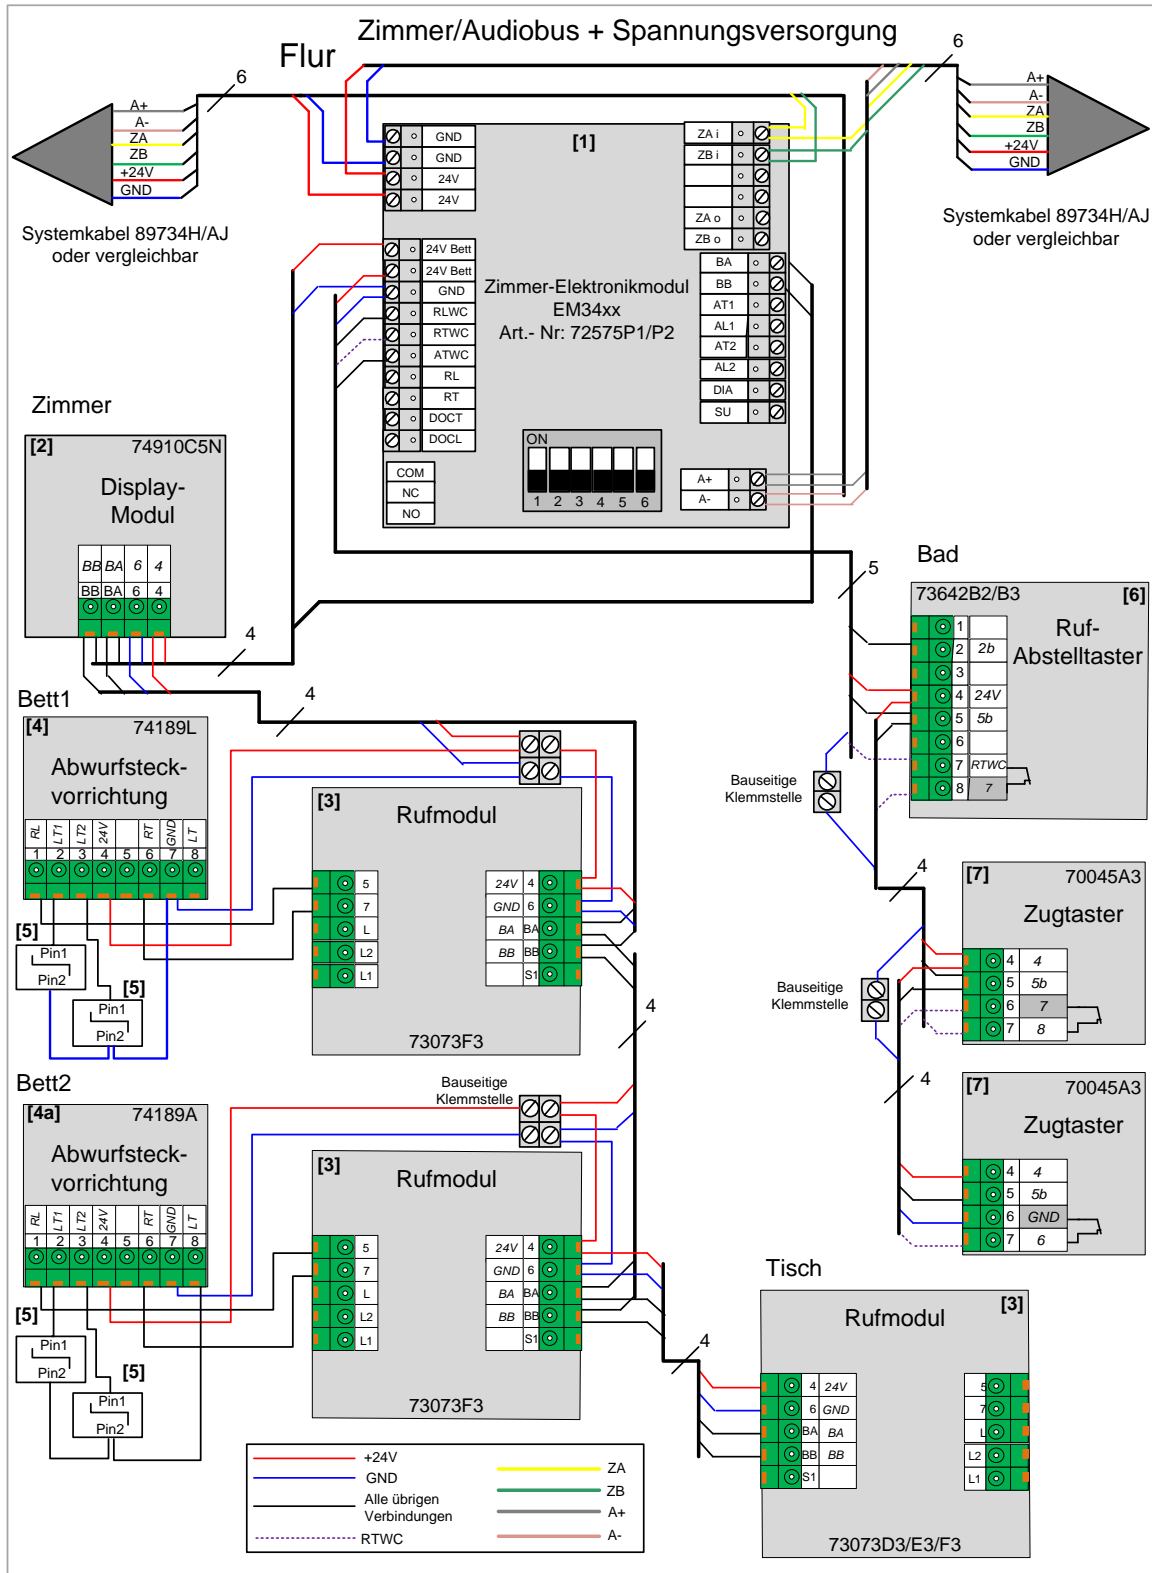 Zimmer/Audiobus + Spannungsversorgung
Flur
6
6
A+
A-
ZA
ZB
+24V
GND
Systemkabel 89734H/AJ
oder vergleichbar
A+
A-
ZA
ZB
+24V
GND
Systemkabel 89734H/AJ
oder vergleichbar
[1]
GND
GND
24V
24V
24V Bett
24V Bett
GND
RLWC
RTWC
ATWC
RL
RT
DOCT
DOCL
COM
NC
NO
Zimmer-Elektronikmodul
EM34xx
Art.- Nr: 72575P1/P2
ON
1 2 3 4 5 6
ZA i
ZB i
ZA o
ZB o
BA
BB
AT1
AL1
AT2
AL2
DIA
SU
A+
A-
Zimmer
[2] 74910C5N
Display-
Modul
BB BA 6 4
BB BA 6 4
4
4
5
Bad
73642B2/B3 [6]
Ruf-
Abstelltaster
1
2 2b
3
4 24V
5 5b
6
7 RTWC
8 7
Bauseitige
Klemmstelle
4
Bett1
[4] 74189L
Abwurfsteck-
vorrichtung
RL LT1 LT2 24V RT GND LT
1 2 3 4 5 6 7 8
[5]
Pin1
Pin2
[5]
Pin1
Pin2
[3]
Rufmodul
5
7
L
L2
L1
24V 4
GND 6
BA BA
BB BB
S1
73073F3
4
[7] 70045A3
Zugtaster
4 4
5 5b
6 7
7 8
Bauseitige
Klemmstelle
4
[7] 70045A3
Zugtaster
4 4
5 5b
6 GND
7 6
Bett2
[4a] 74189A
Abwurfsteck-
vorrichtung
RL LT1 LT2 24V RT GND LT
1 2 3 4 5 6 7 8
[5]
Pin1
Pin2
[5]
Pin1
Pin2
Bauseitige
Klemmstelle
[3]
Rufmodul
5
7
L
L2
L1
24V 4
GND 6
BA BA
BB BB
S1
73073F3
4
Tisch
Rufmodul [3]
4 24V
6 GND
BA BA
BB BB
S1
5
7
L
L2
L1
73073D3/E3/F3
+24V
GND
Alle übrigen
Verbindungen
RTWC
ZA
ZB
A+
A-